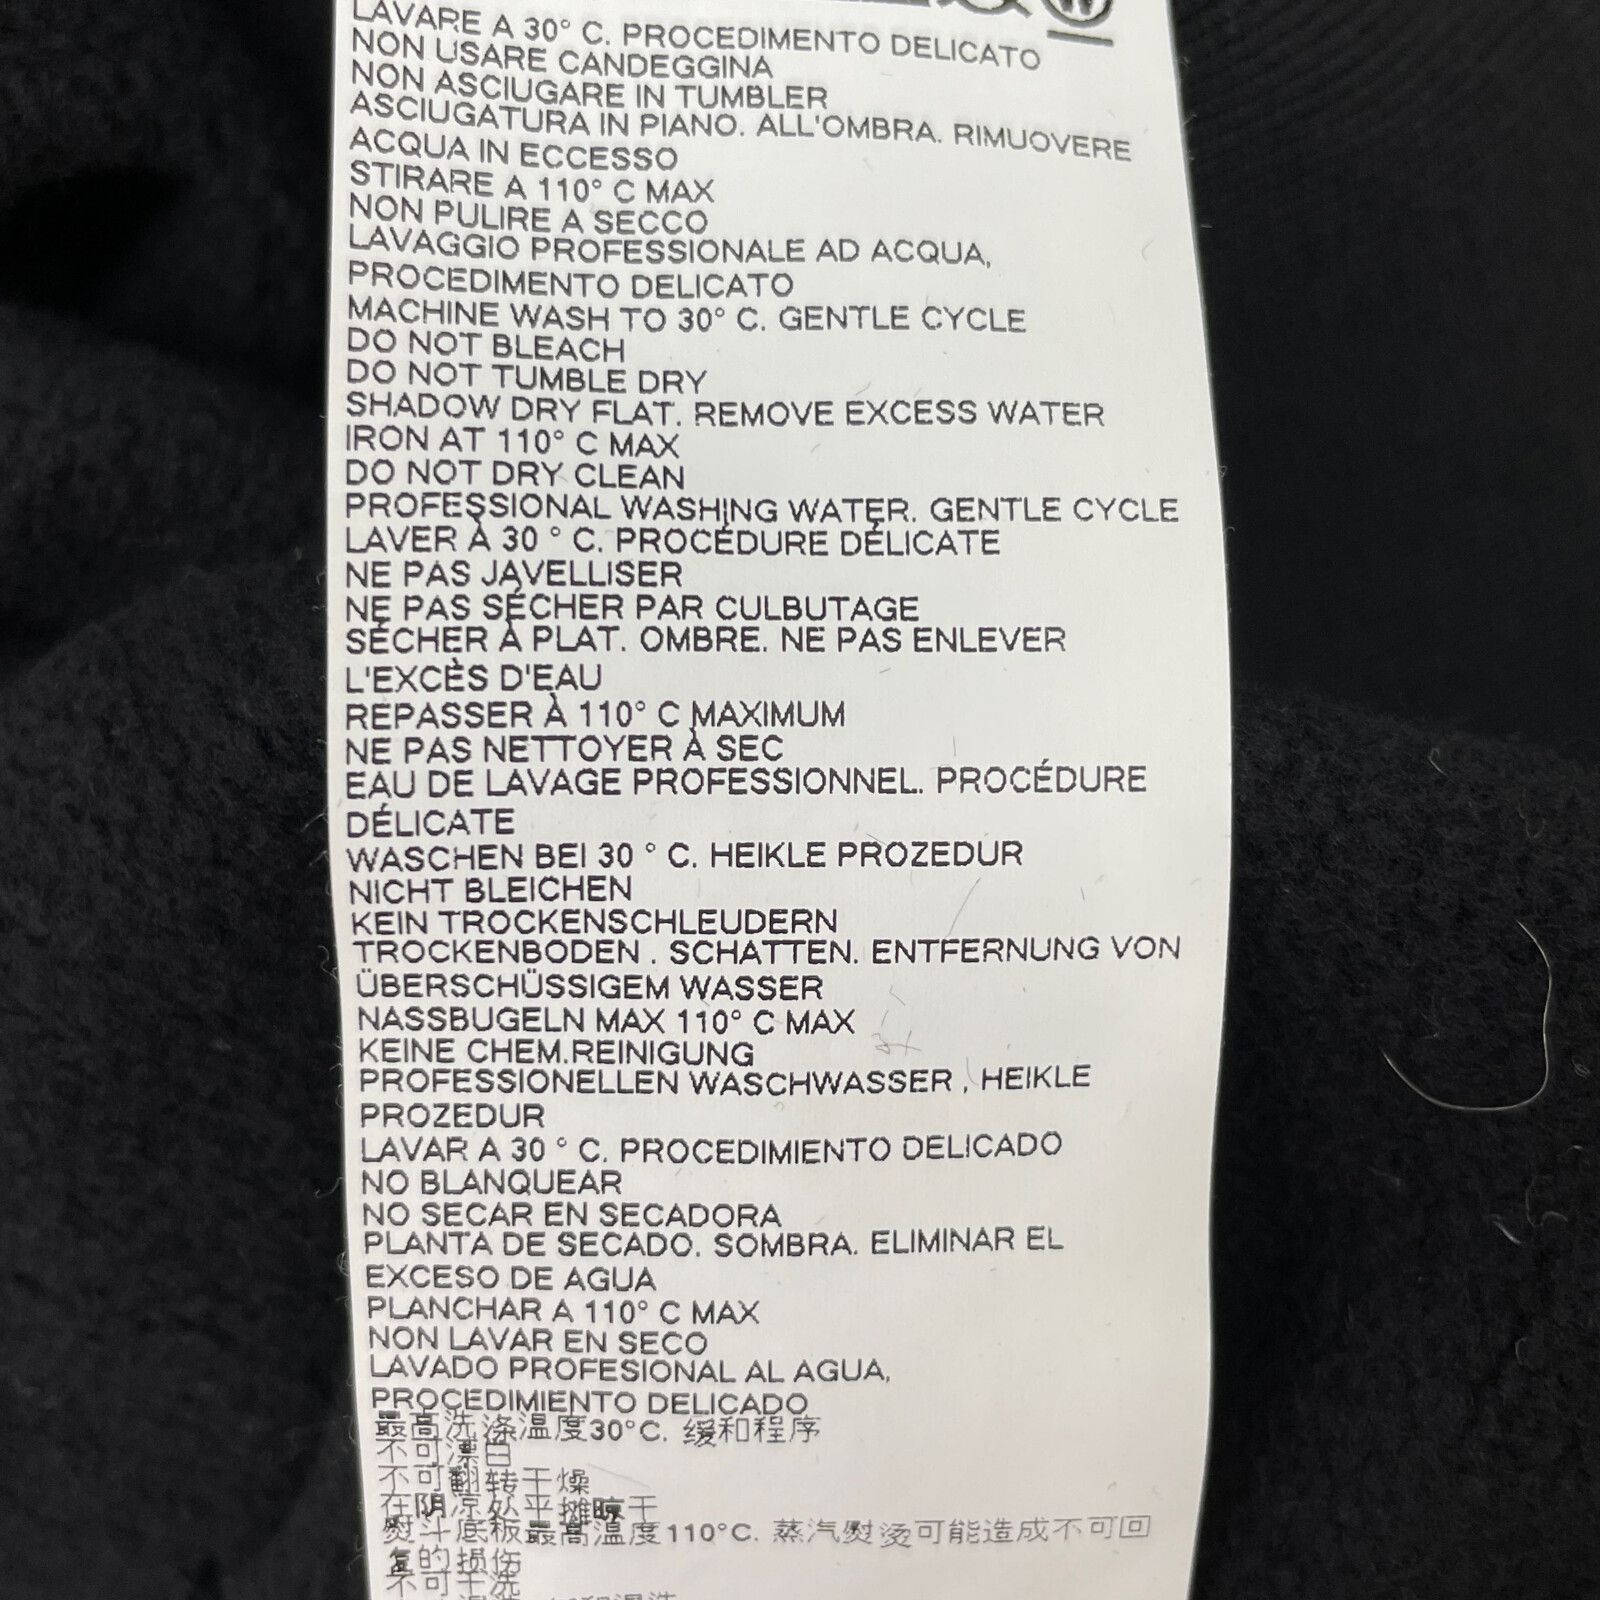 W
LAVARE A 30° C. PROCEDIMENTO DELICATO
NON USARE CANDEGGINA
NON ASCIUGARE IN TUMBLER
ASCIUGATURA IN PIANO. ALL'OMBRA. RIMUOVERE
ACQUA IN ECCESSO
STIRARE A 110° C MAX
NON PULIRE A SECCO
LAVAGGIO PROFESSIONALE AD ACQUA,
PROCEDIMENTO DELICATO
MACHINE WASH TO 30° C. GENTLE CYCLE
DO NOT BLEACH
DO NOT TUMBLE DRY
SHADOW DRY FLAT. REMOVE EXCESS WATER
IRON AT 110° C MAX
DO NOT DRY CLEAN
PROFESSIONAL WASHING WATER. GENTLE CYCLE
LAVER À 30 ° C. PROCÉDURE DÉLICATE
NE PAS JAVELLISER
NE PAS SÉCHER PAR CULBUTAGE
SÉCHER À PLAT. OMBRE. NE PAS ENLEVER
L'EXCÈS D'EAU
REPASSER À 110° C MAXIMUM
NE PAS NETTOYER À SEC
EAU DE LAVAGE PROFESSIONNEL. PROCÉDURE
DÉLICATE
WASCHEN BEI 30 ° C. HEIKLE PROZEDUR
NICHT BLEICHEN
KEIN TROCKENSCHLEUDERN
TROCKENBODEN . SCHATTEN. ENTFERNUNG VON
ÜBERSCHÜSSIGEM WASSER
NASSBUGELN MAX 110° C MAX
KEINE CHEM.REINIGUNG
PROFESSIONELLEN WASCHWASSER , HEIKLE
PROZEDUR
LAVAR A 30 ° C. PROCEDIMIENTO DELICADO
NO BLANQUEAR
NO SECAR EN SECADORA
PLANTA DE SECADO. SOMBRA. ELIMINAR EL
EXCESO DE AGUA
PLANCHAR A 110° C MAX
NON LAVAR EN SECO
LAVADO PROFESIONAL AL AGUA,
PROCEDIMIENTO DELICADO
最高洗涤温度30°C. 缓和程序
不可漂白
不可翻转干燥
在阴凉处平摊晾干
熨斗底板最高温度110°C. 蒸汽熨烫可能造成不可回
复的损伤
不可干洗